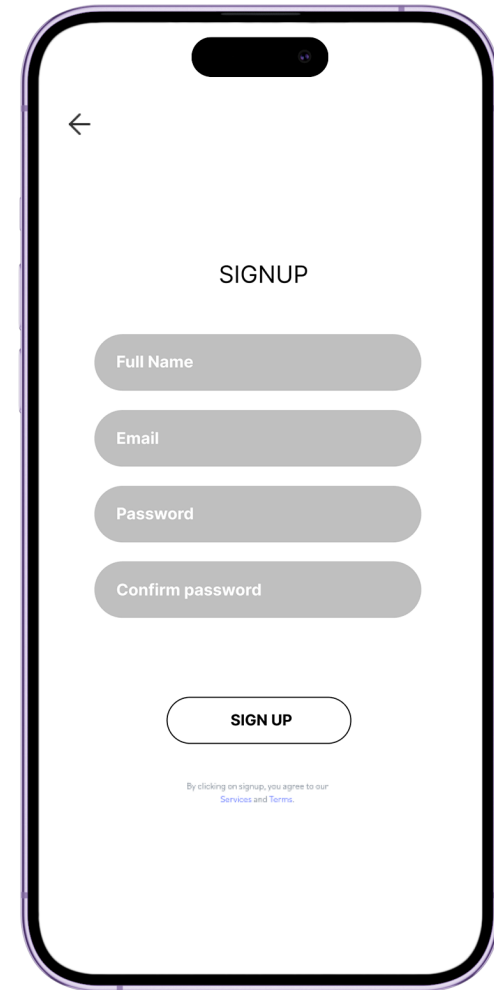 SIGNUP
Full Name
Email
Password
Confirm password
SIGN UP
By clicking on signup, you agree to our
Services and Terms.